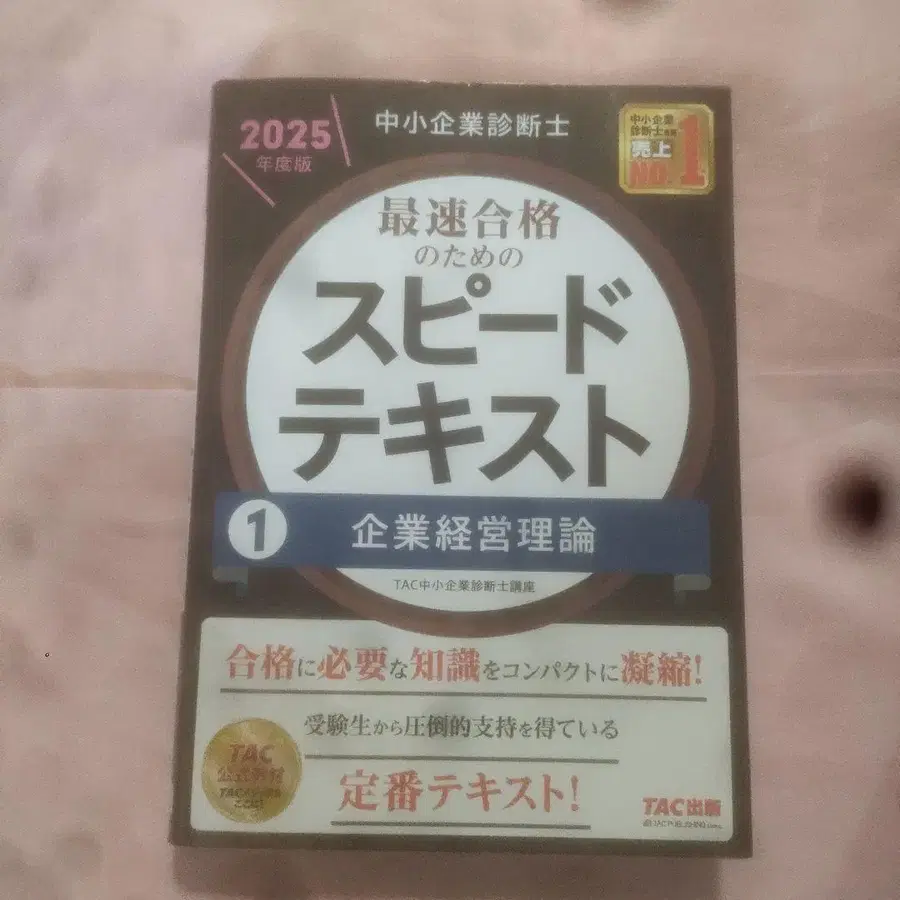 2025
年度版
中小企業診断士
中小企業
診断士
売上
NO.1
最速合格
のための
スピード
テキスト
1 企業経営理論
TAC中小企業診断士講座
合格に必要な知識をコンパクトに凝縮!
受験生から圧倒的支持を得ている
定番テキスト!
TAC
公式教材
TAC出版